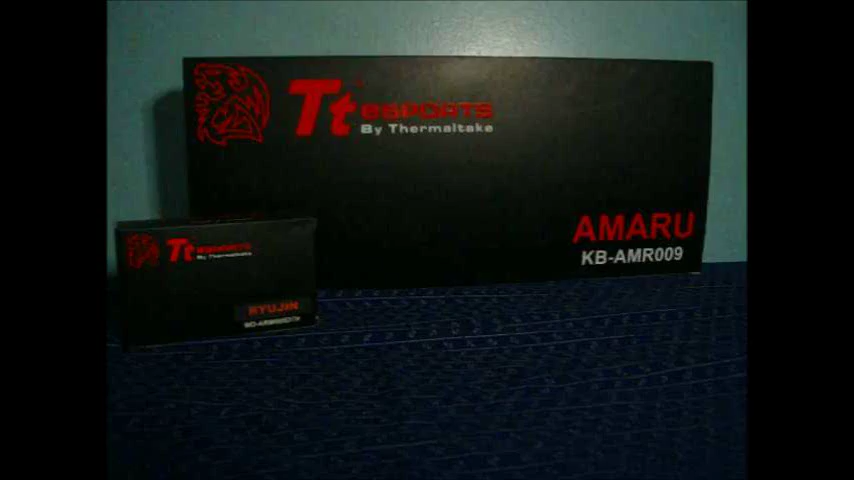 Tt eSPORTS
By Thermaltake
AMARU
KB-AMR009
Tt eSPORTS
By Thermaltake
RYUJIN